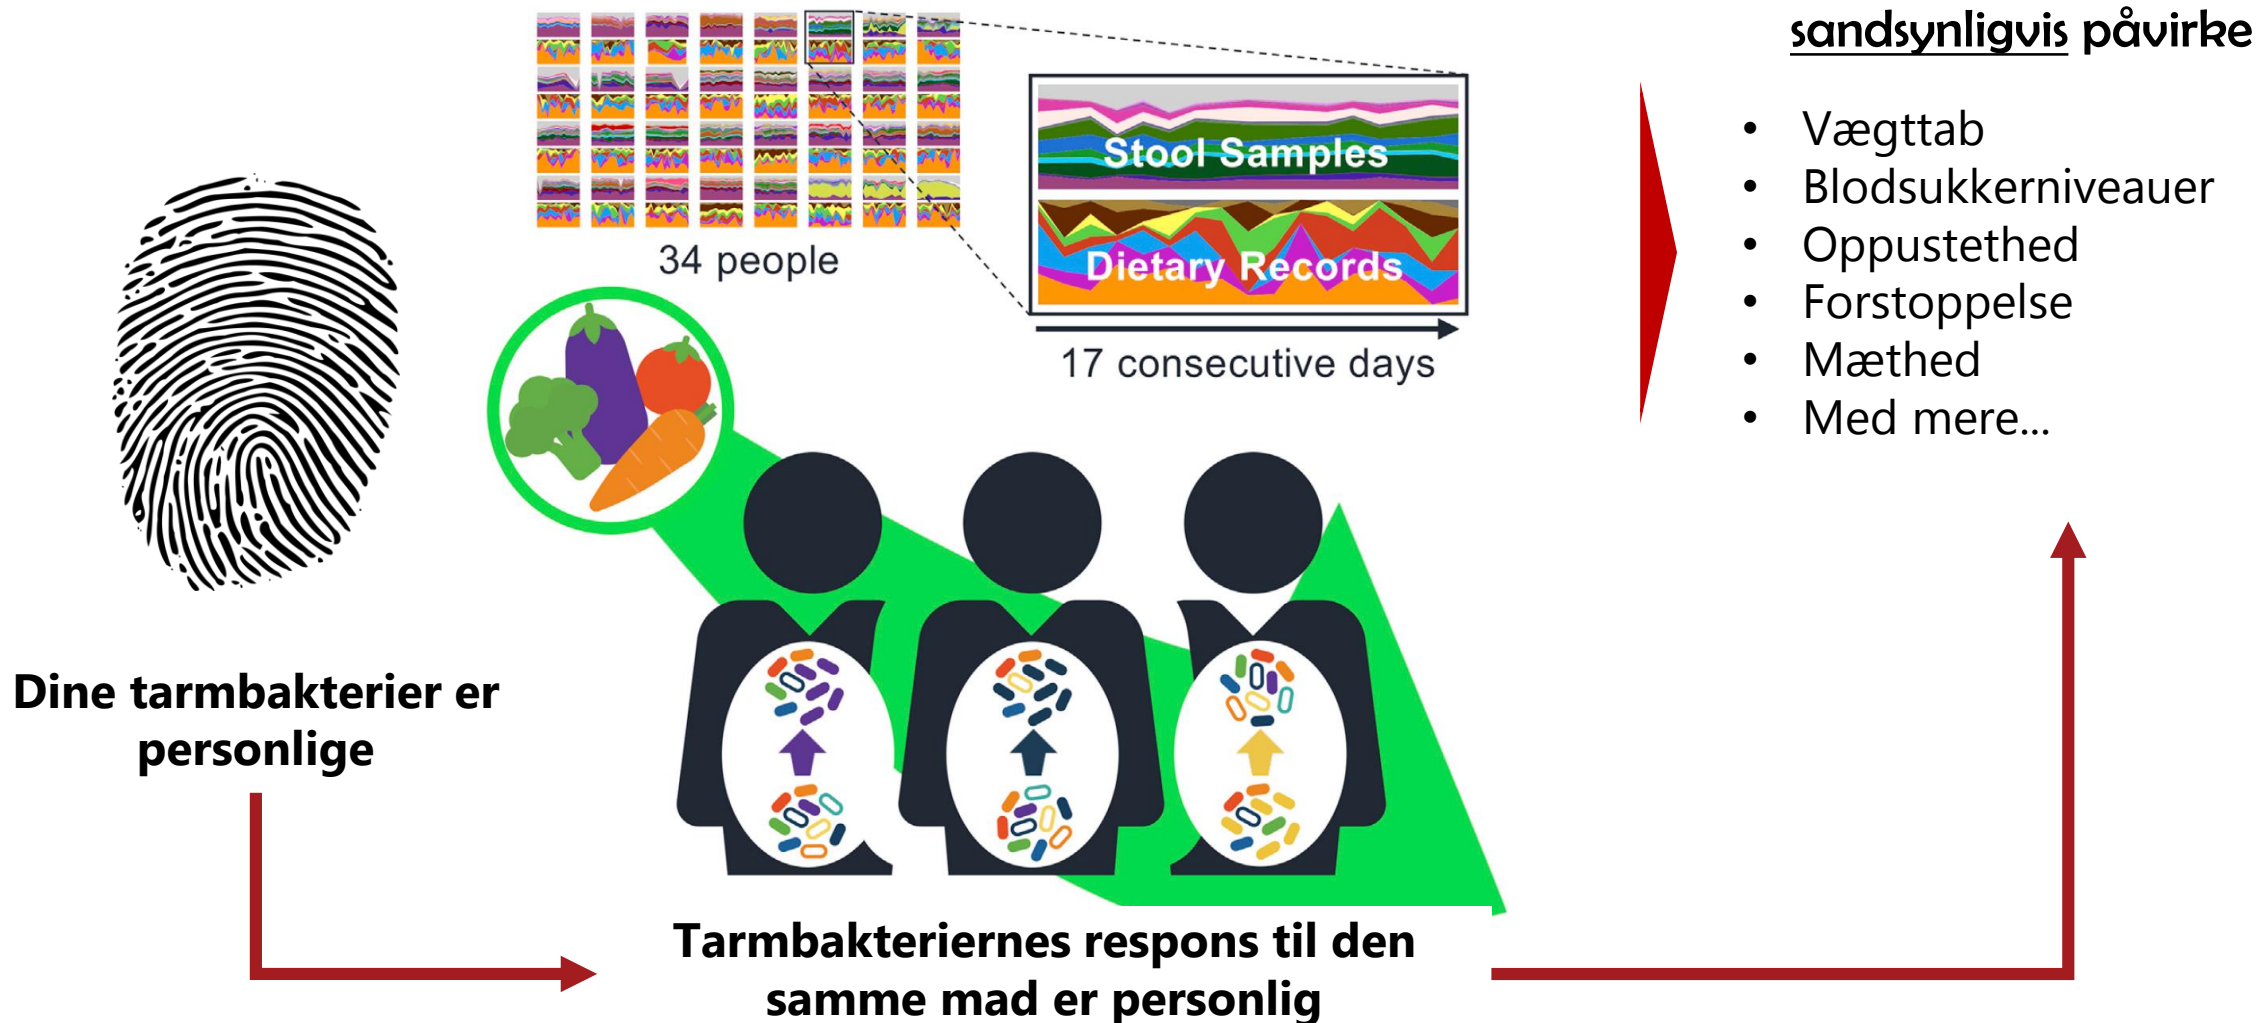 sandsynligvis påvirke
Stool Samples
Dietary Records
34 people
17 consecutive days
• Vægttab
• Blodsukkerniveauer
• Oppustethed
• Forstoppelse
• Mæthed
• Med mere...
Dine tarmbakterier er
personlige
Tarmbakteriernes respons til den
samme mad er personlig